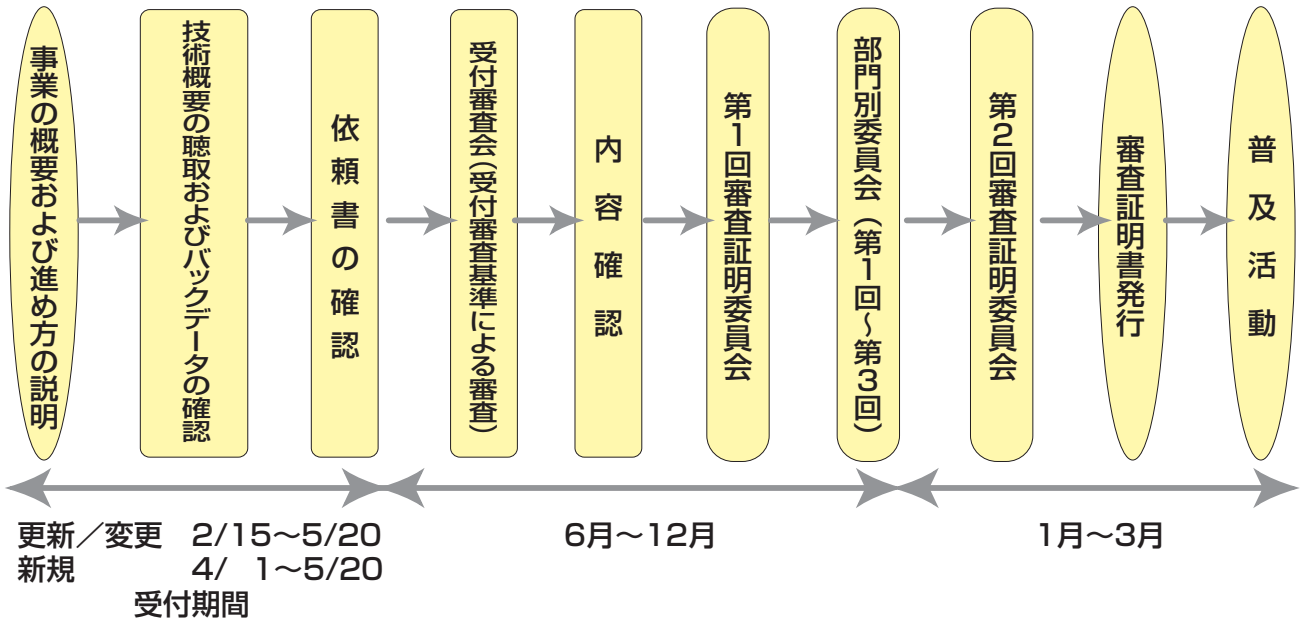 事業の概要および進め方の説明
技術概要の聴取およびバックデータの確認
依頼書の確認
受付審査会(受付審査基準による審査)
内容確認
第1回審査証明委員会
部門別委員会(第1回~第3回)
第2回審査証明委員会
審査証明書発行
普及活動
更新/変更 2/15~5/20
新規 4/ 1~5/20
受付期間
6月~12月
1月~3月